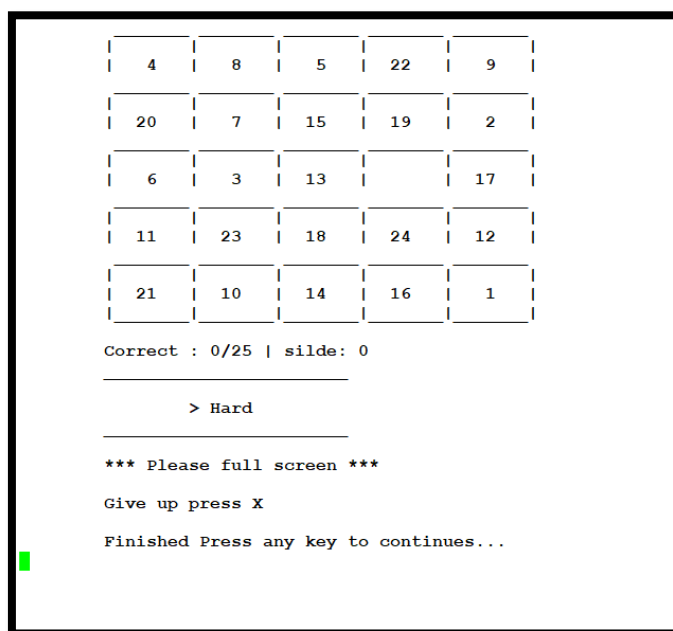 4 | 8 | 5 | 22 | 9
20 | 7 | 15 | 19 | 2
6 | 3 | 13 | | 17
11 | 23 | 18 | 24 | 12
21 | 10 | 14 | 16 | 1
Correct : 0/25 | silde: 0
> Hard
*** Please full screen ***
Give up press X
Finished Press any key to continues...